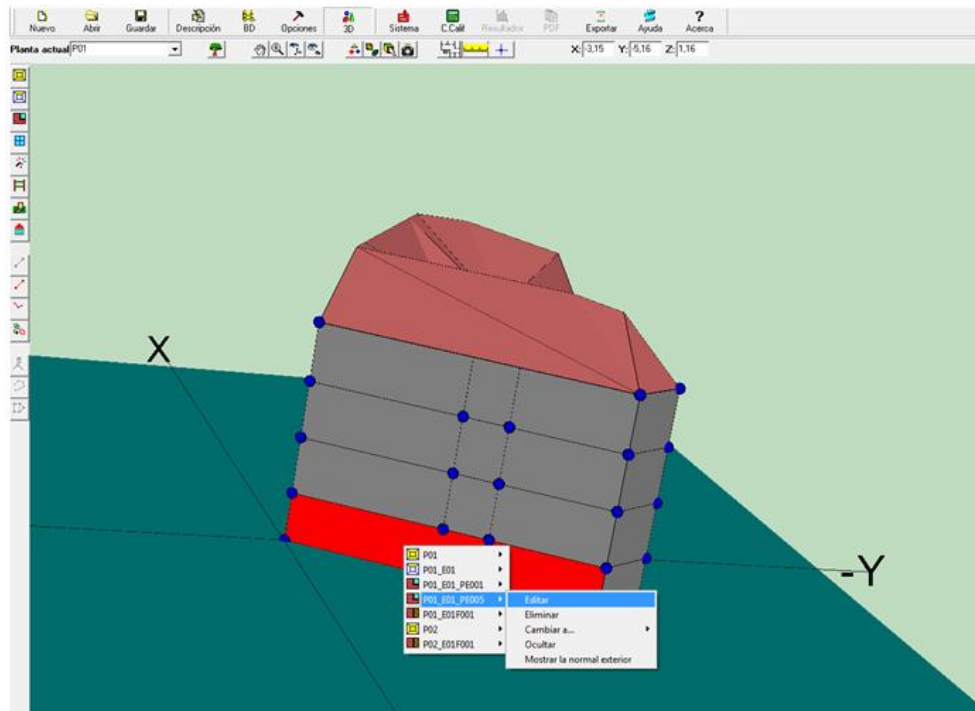 Nuevo Abrir Guardar Descripción BD Opciones 3D Sistema C.Calif Resultados PDF Exportar Ayuda Acerca
Planta actual P01 X: -3,15 Y: -5,16 Z: 1,16
X
-Y
P01
P01_E01
P01_E01_PE001
P01_E01_PE005 Editar
P01_E01F001 Eliminar
P02 Cambiar a...
P02_E01F001 Ocultar
Mostrar la normal exterior